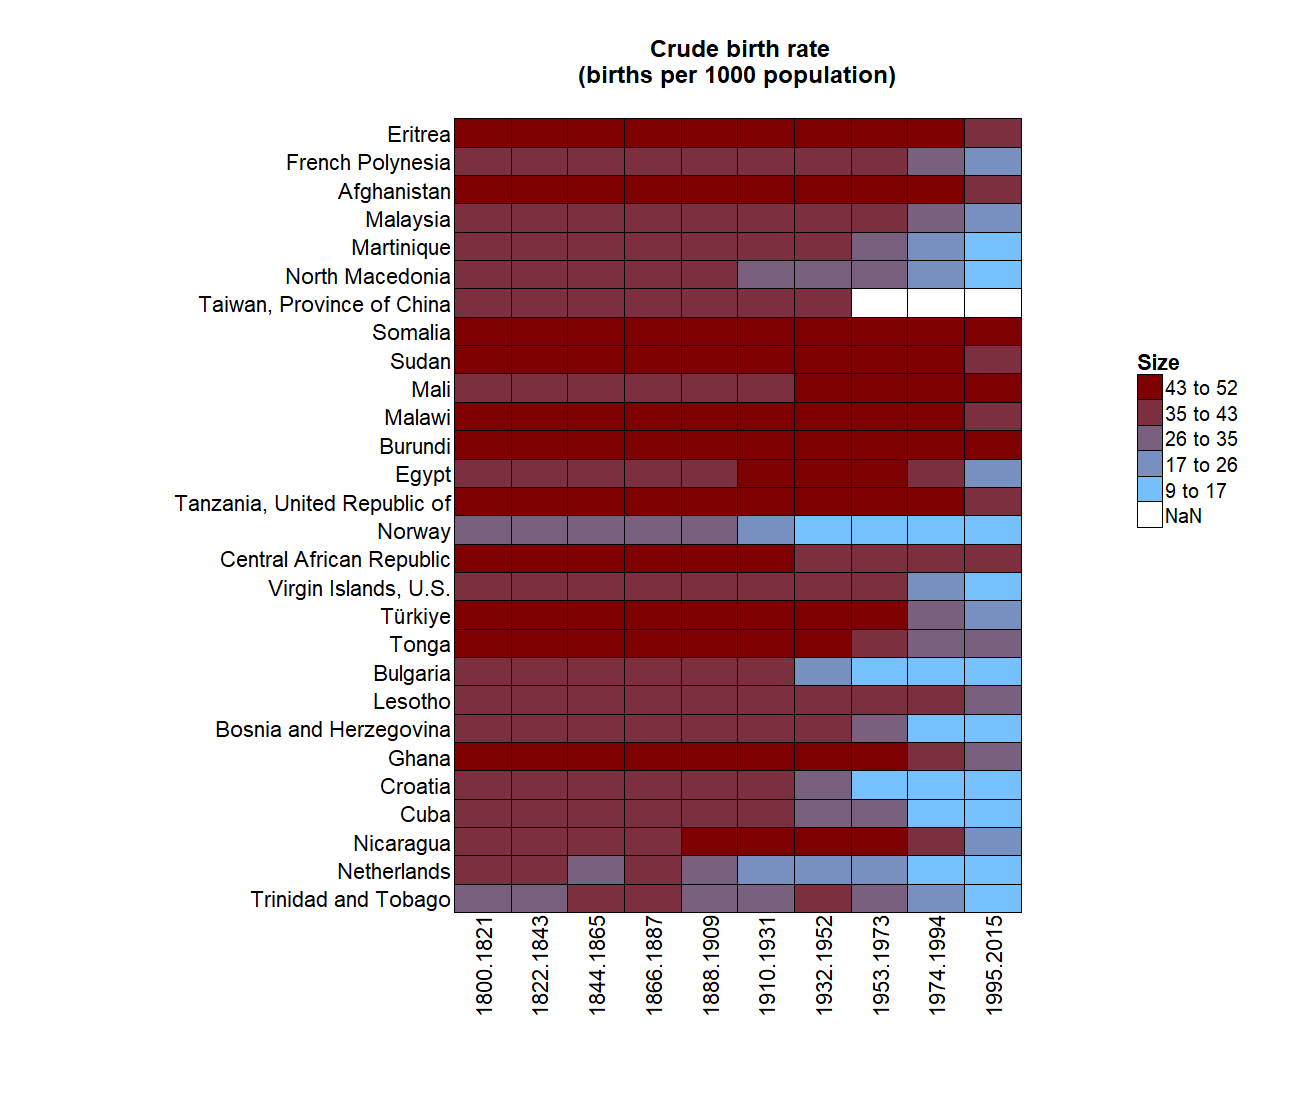 Crude birth rate
(births per 1000 population)
Eritrea
French Polynesia
Afghanistan
Malaysia
Martinique
North Macedonia
Taiwan, Province of China
Somalia
Sudan
Mali
Malawi
Burundi
Egypt
Tanzania, United Republic of
Norway
Central African Republic
Virgin Islands, U.S.
Türkiye
Tonga
Bulgaria
Lesotho
Bosnia and Herzegovina
Ghana
Croatia
Cuba
Nicaragua
Netherlands
Trinidad and Tobago
1800.1821
1822.1843
1844.1865
1866.1887
1888.1909
1910.1931
1932.1952
1953.1973
1974.1994
1995.2015
Size
43 to 52
35 to 43
26 to 35
17 to 26
9 to 17
NaN